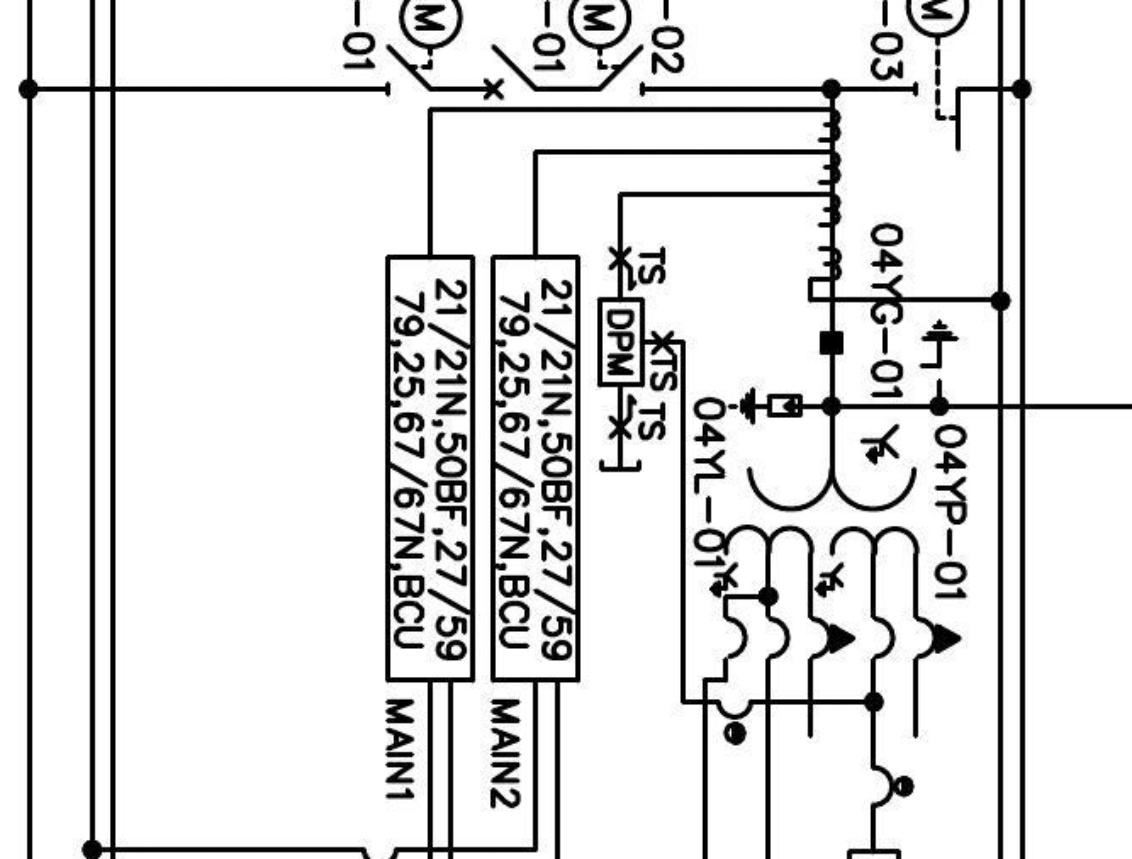 M
M
M
-01
-01
-02
-03
04YG-01
TS
DPM
TS
TS
04YL-01
04YP-01
21/21N,50BF,27/59
79,25,67/67N,BCU
21/21N,50BF,27/59
79,25,67/67N,BCU
MAIN1
MAIN2